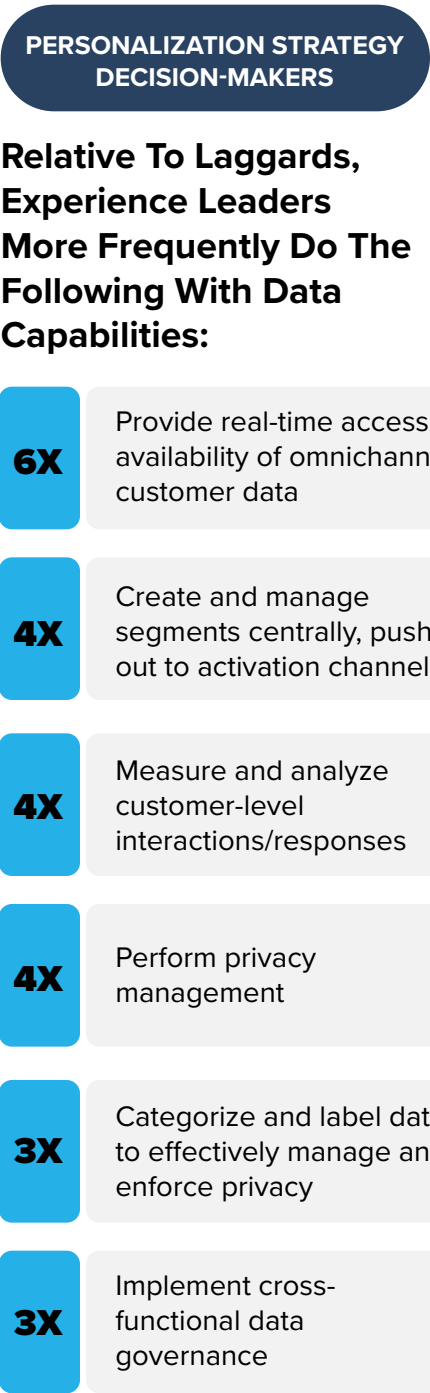 PERSONALIZATION STRATEGY
DECISION-MAKERS
Relative To Laggards,
Experience Leaders
More Frequently Do The
Following With Data
Capabilities:
6X
Provide real-time access
availability of omnichann
customer data
4X
Create and manage
segments centrally, push
out to activation channel
4X
Measure and analyze
customer-level
interactions/responses
4X
Perform privacy
management
3X
Categorize and label dat
to effectively manage an
enforce privacy
3X
Implement cross-
functional data
governance